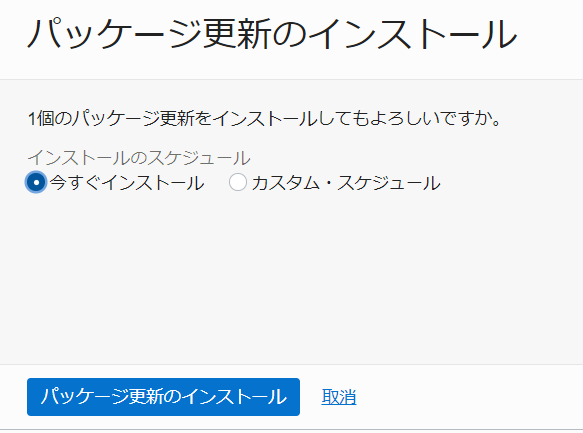 パッケージ更新のインストール
1個のパッケージ更新をインストールしてもよろしいですか。
インストールのスケジュール
今すぐインストール カスタム・スケジュール
パッケージ更新のインストール 取消